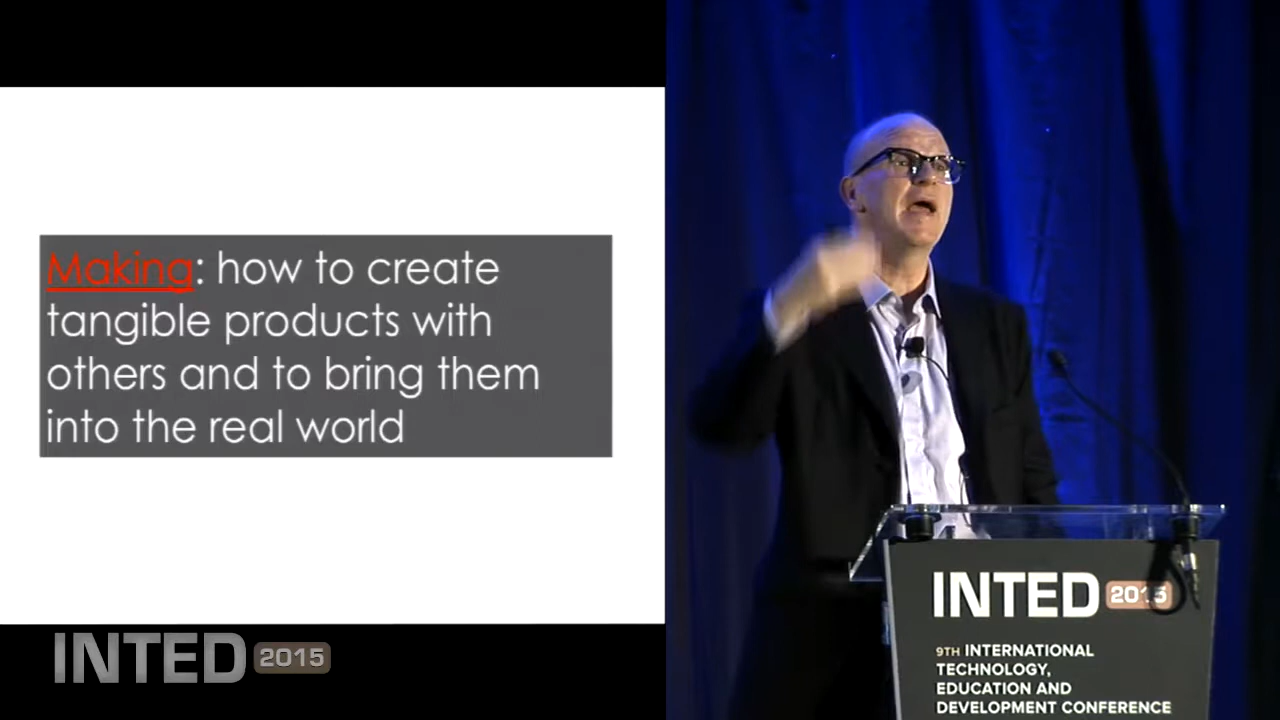 Making: how to create
tangible products with
others and to bring them
into the real world
INTED 2015
INTED 2015
9TH INTERNATIONAL
TECHNOLOGY,
EDUCATION AND
DEVELOPMENT CONFERENCE